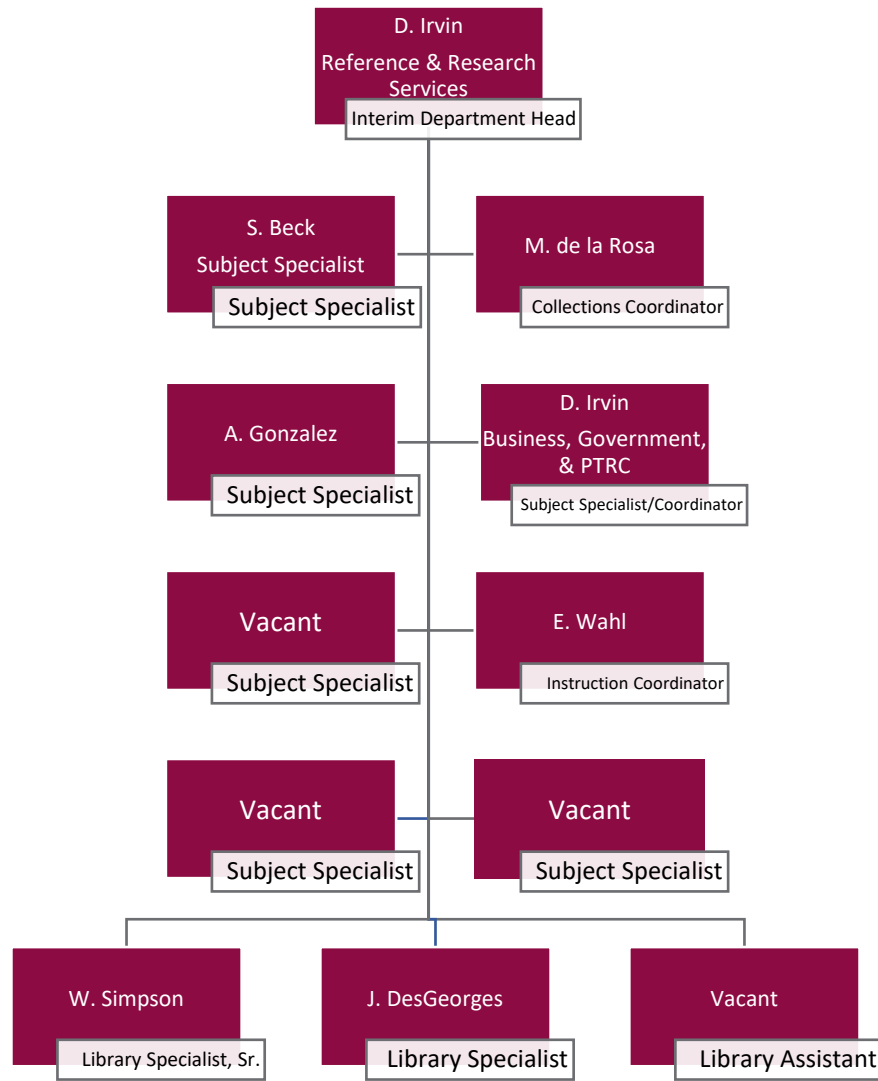 D. Irvin
Reference & Research
Services
Interim Department Head
S. Beck
Subject Specialist
Subject Specialist
M. de la Rosa
Collections Coordinator
A. Gonzalez
Subject Specialist
D. Irvin
Business, Government,
& PTRC
Subject Specialist/Coordinator
Vacant
Subject Specialist
E. Wahl
Instruction Coordinator
Vacant
Subject Specialist
Vacant
Subject Specialist
W. Simpson
Library Specialist, Sr.
J. DesGeorges
Library Specialist
Vacant
Library Assistant